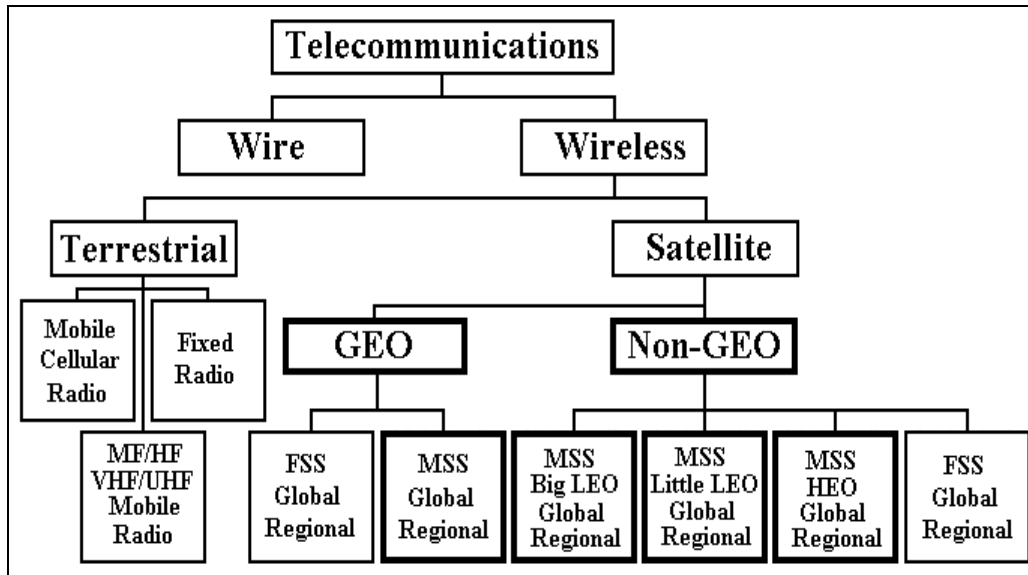 Telecommunications
Wire
Wireless
Terrestrial
Satellite
Mobile
Cellular
Radio
Fixed
Radio
MF/HF
VHF/UHF
Mobile
Radio
GEO
Non-GEO
FSS
Global
Regional
MSS
Global
Regional
MSS
Big LEO
Global
Regional
MSS
Little LEO
Global
Regional
MSS
HEO
Global
Regional
FSS
Global
Regional